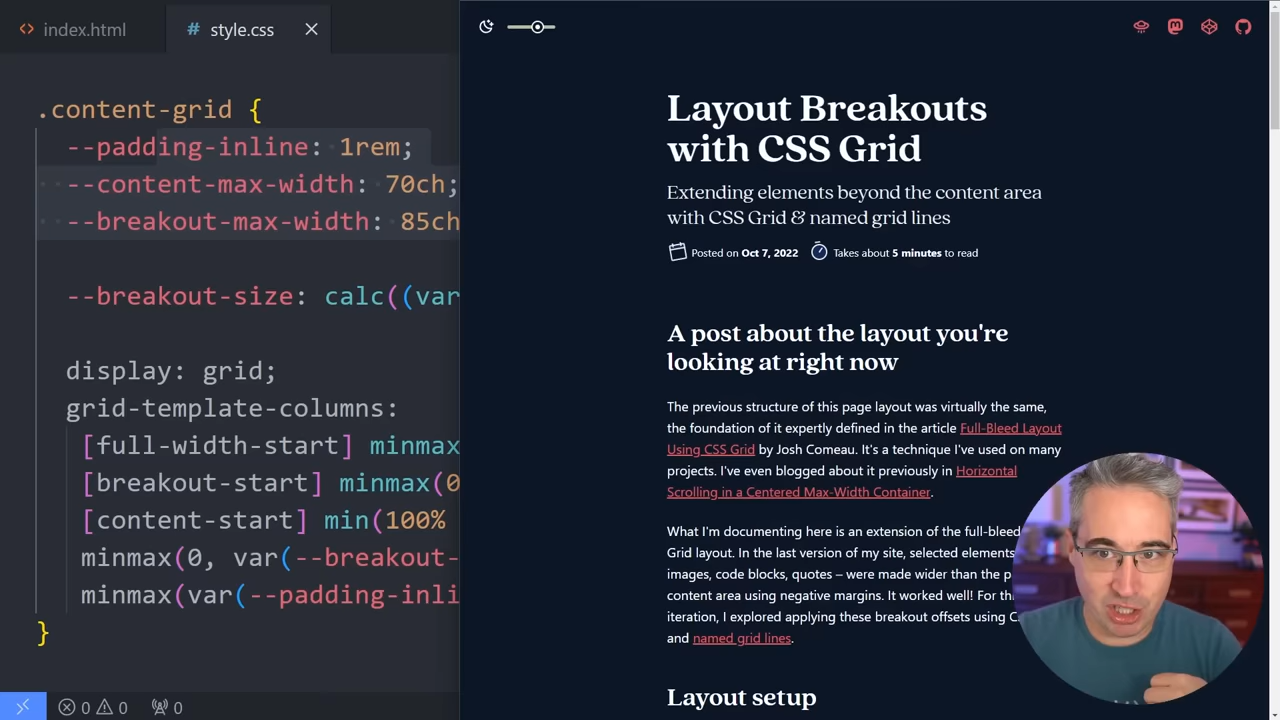 index.html
# style.css
.content-grid {
--padding-inline: 1rem;
--content-max-width: 70ch;
--breakout-max-width: 85ch
--breakout-size: calc((var
display: grid;
grid-template-columns:
[full-width-start] minmax
[breakout-start] minmax(0
[content-start] min(100%
minmax(0, var(--breakout-
minmax(var(--padding-inli
}
0 0 0
Layout Breakouts
with CSS Grid
Extending elements beyond the content area
with CSS Grid & named grid lines
Posted on Oct 7, 2022 Takes about 5 minutes to read
A post about the layout you're
looking at right now
The previous structure of this page layout was virtually the same,
the foundation of it expertly defined in the article Full-Bleed Layout
Using CSS Grid by Josh Comeau. It's a technique I've used on many
projects. I've even blogged about it previously in Horizontal
Scrolling in a Centered Max-Width Container.
What I'm documenting here is an extension of the full-bleed
Grid layout. In the last version of my site, selected elements
images, code blocks, quotes – were made wider than the p
content area using negative margins. It worked well! For th
iteration, I explored applying these breakout offsets using C
and named grid lines.
Layout setup